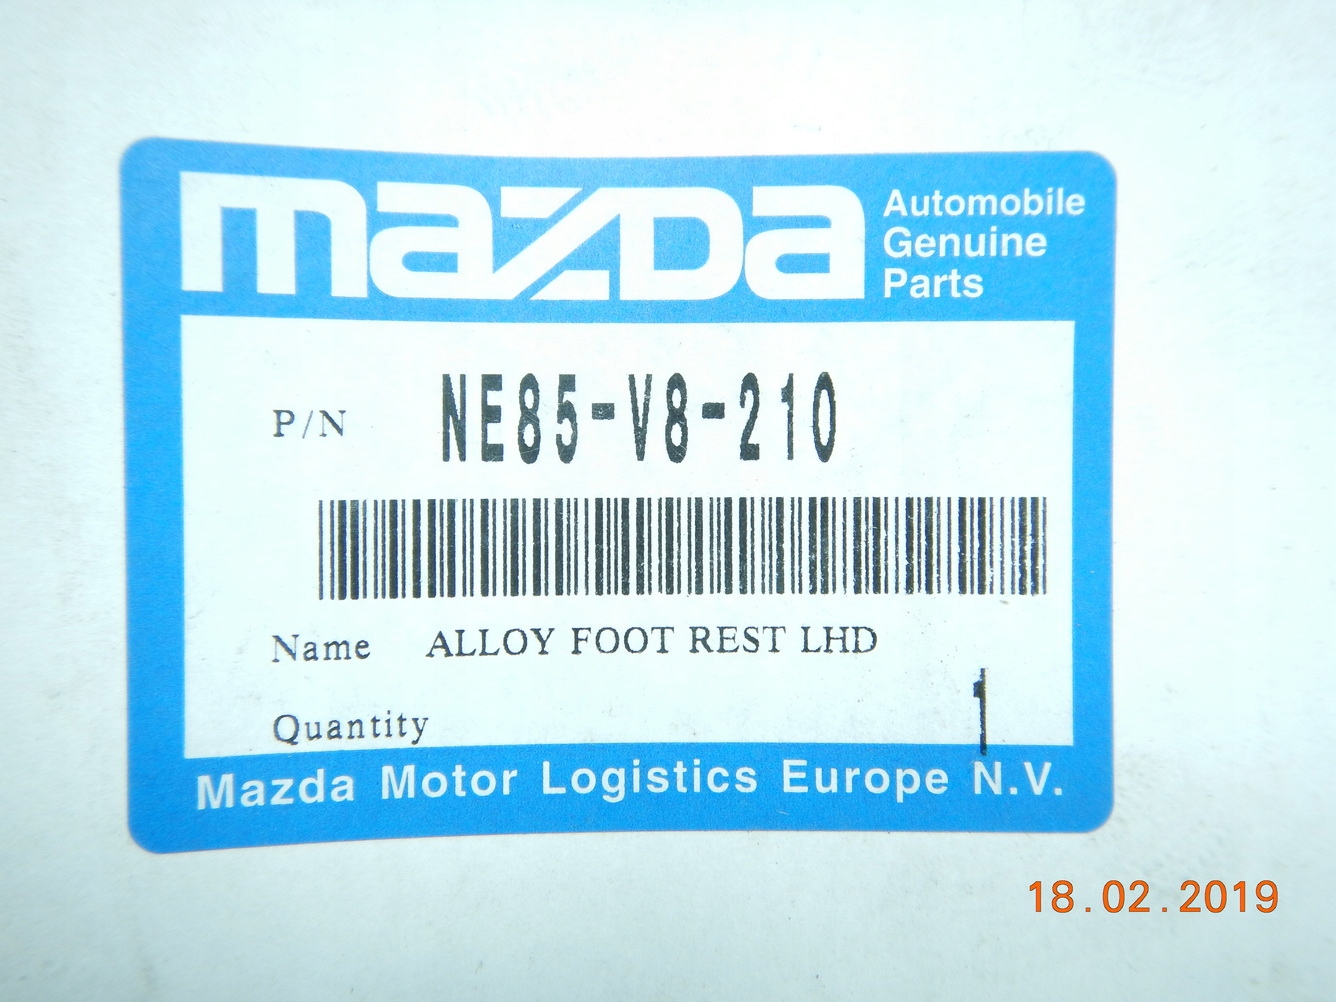 mazda
Automobile
Genuine
Parts
P/N NE85-V8-210
Name ALLOY FOOT REST LHD
Quantity 1
Mazda Motor Logistics Europe N.V.
18.02.2019